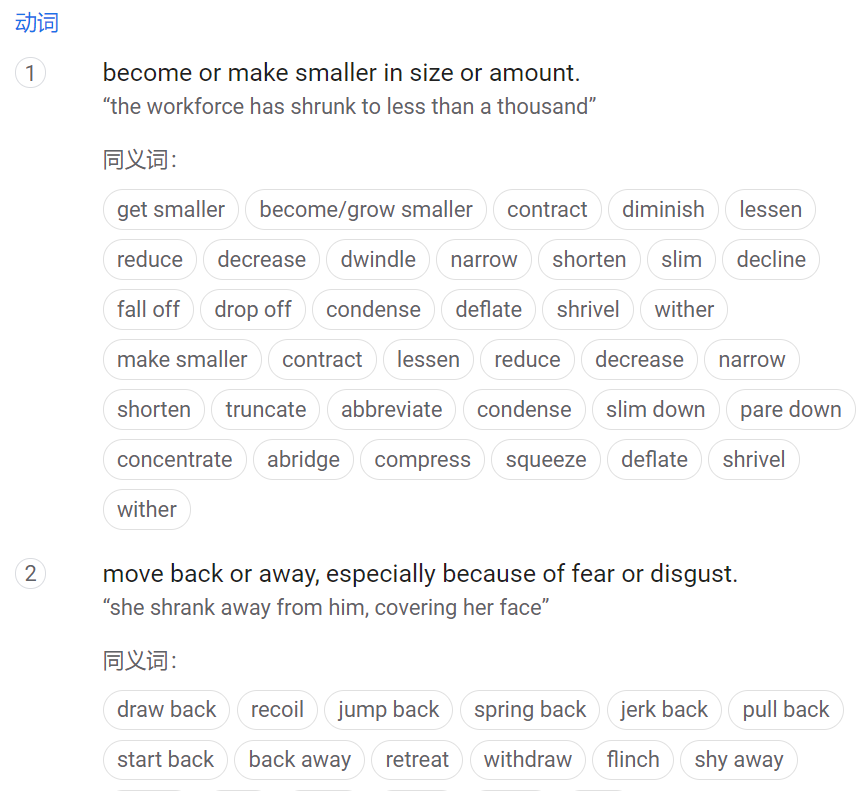 动词
1 become or make smaller in size or amount.
“the workforce has shrunk to less than a thousand”
同义词：
get smaller become/grow smaller contract diminish lessen
reduce decrease dwindle narrow shorten slim decline
fall off drop off condense deflate shrivel wither
make smaller contract lessen reduce decrease narrow
shorten truncate abbreviate condense slim down pare down
concentrate abridge compress squeeze deflate shrivel
wither
2 move back or away, especially because of fear or disgust.
“she shrank away from him, covering her face”
同义词：
draw back recoil jump back spring back jerk back pull back
start back back away retreat withdraw flinch shy away